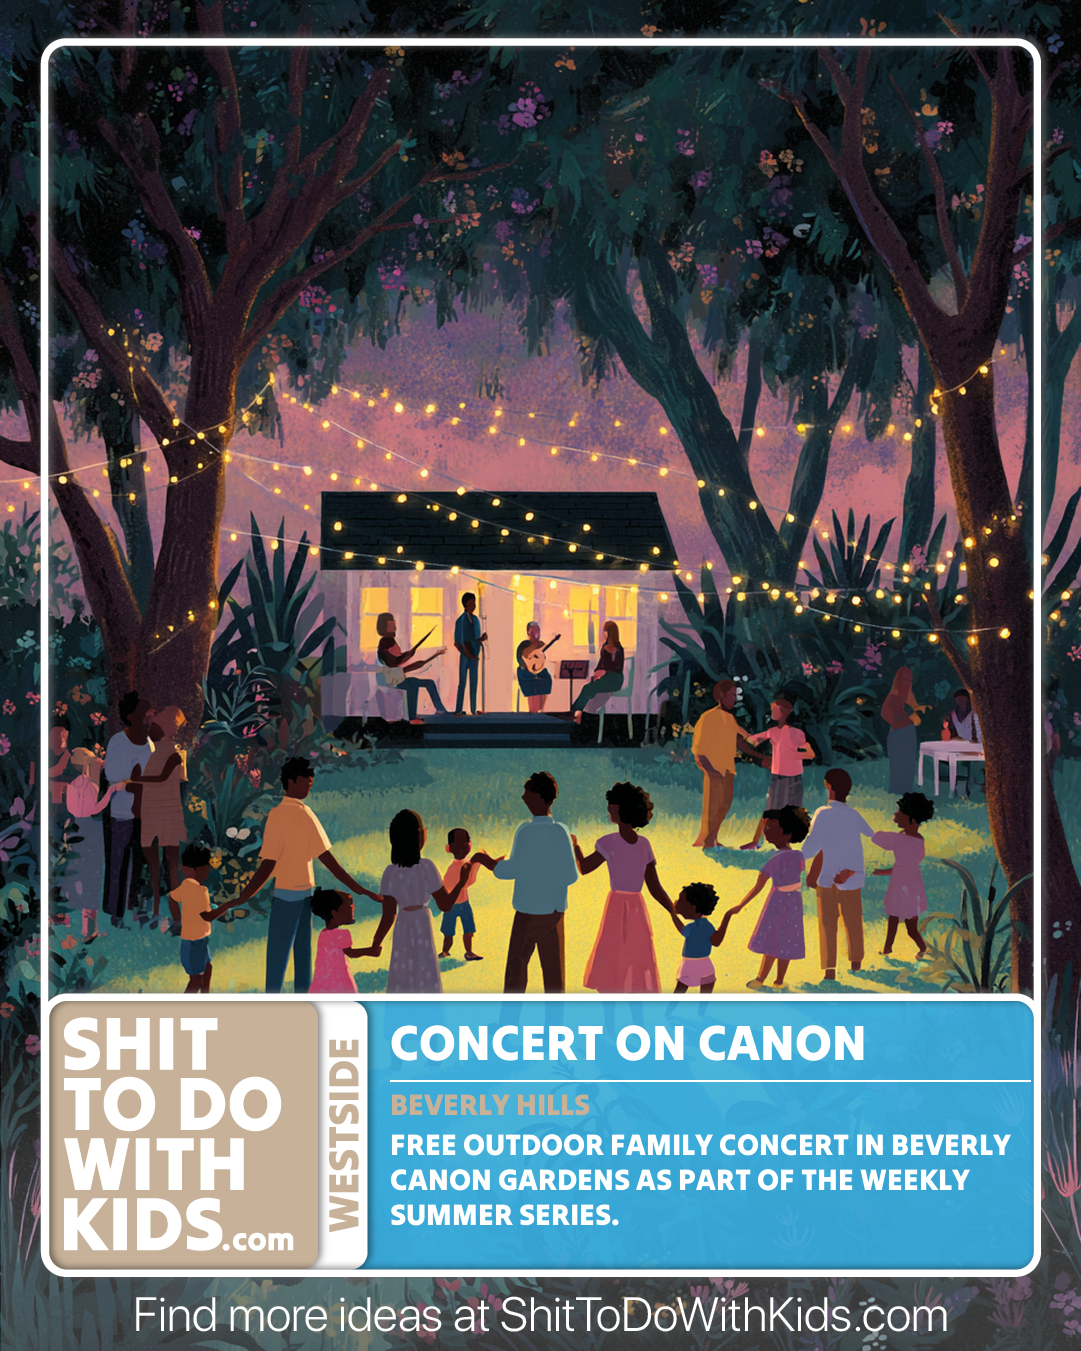 SHIT
TO DO
WITH
KIDS.com
WESTSIDE
CONCERT ON CANON
BEVERLY HILLS
FREE OUTDOOR FAMILY CONCERT IN BEVERLY
CANON GARDENS AS PART OF THE WEEKLY
SUMMER SERIES.
Find more ideas at ShitToDoWithKids.com